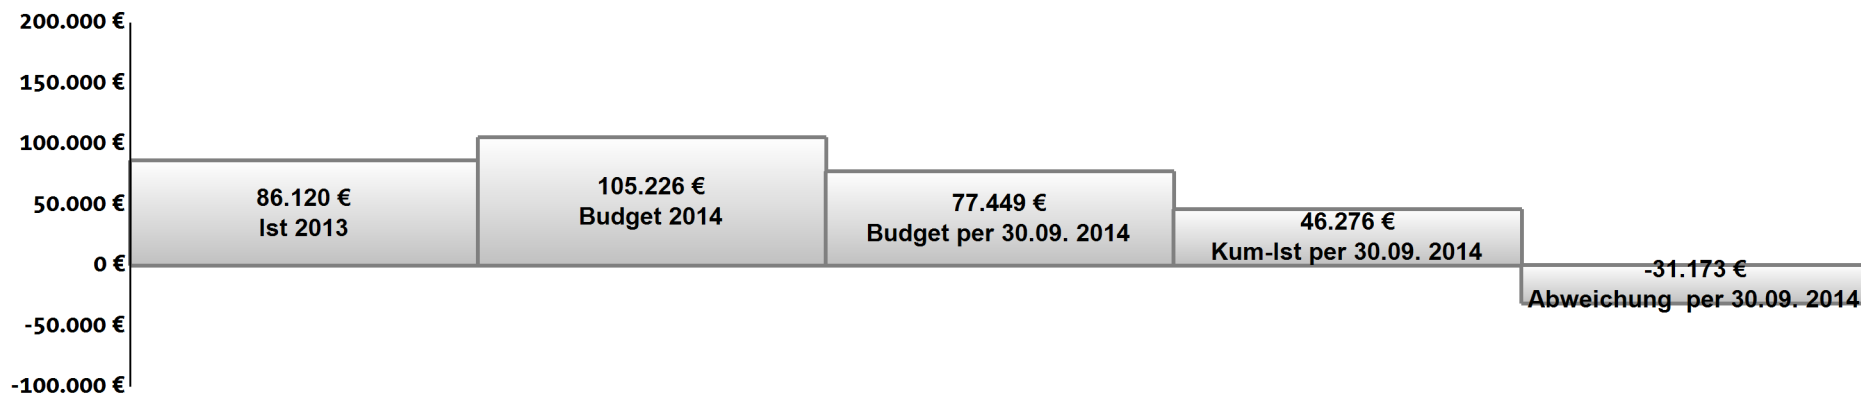 200.000 €
150.000 €
100.000 €
50.000 €
0 €
-50.000 €
-100.000 €
86.120 €
Ist 2013
105.226 €
Budget 2014
77.449 €
Budget per 30.09. 2014
46.276 €
Kum-Ist per 30.09. 2014
-31.173 €
Abweichung  per 30.09. 2014